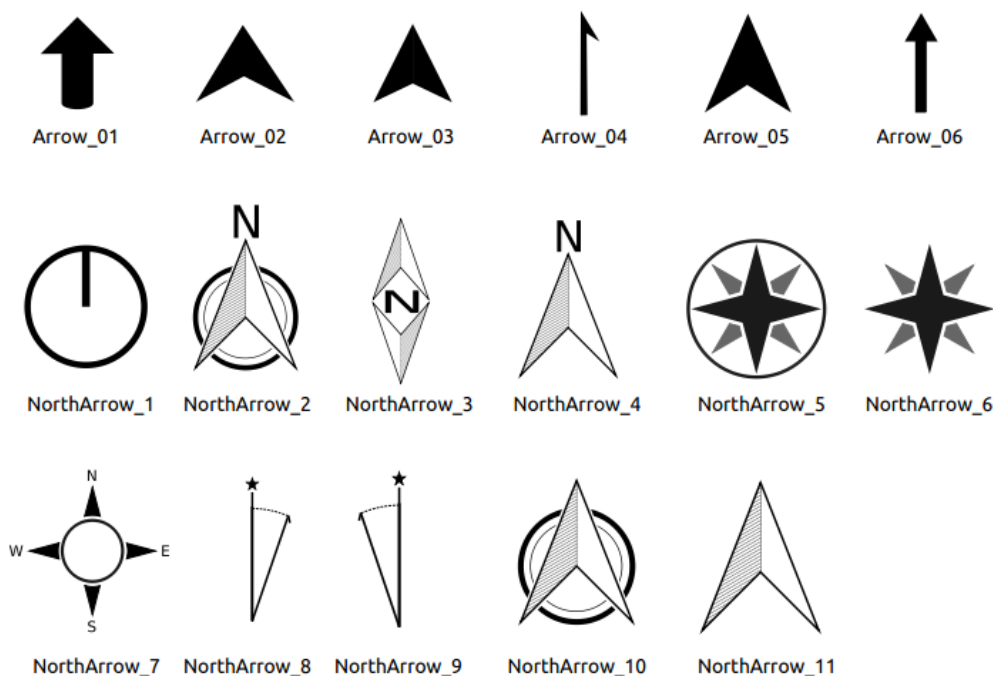 Arrow_01 Arrow_02 Arrow_03 Arrow_04 Arrow_05 Arrow_06
N N
N
NorthArrow_1 NorthArrow_2 NorthArrow_3 NorthArrow_4 NorthArrow_5 NorthArrow_6
N
W E
S
NorthArrow_7 NorthArrow_8 NorthArrow_9 NorthArrow_10 NorthArrow_11